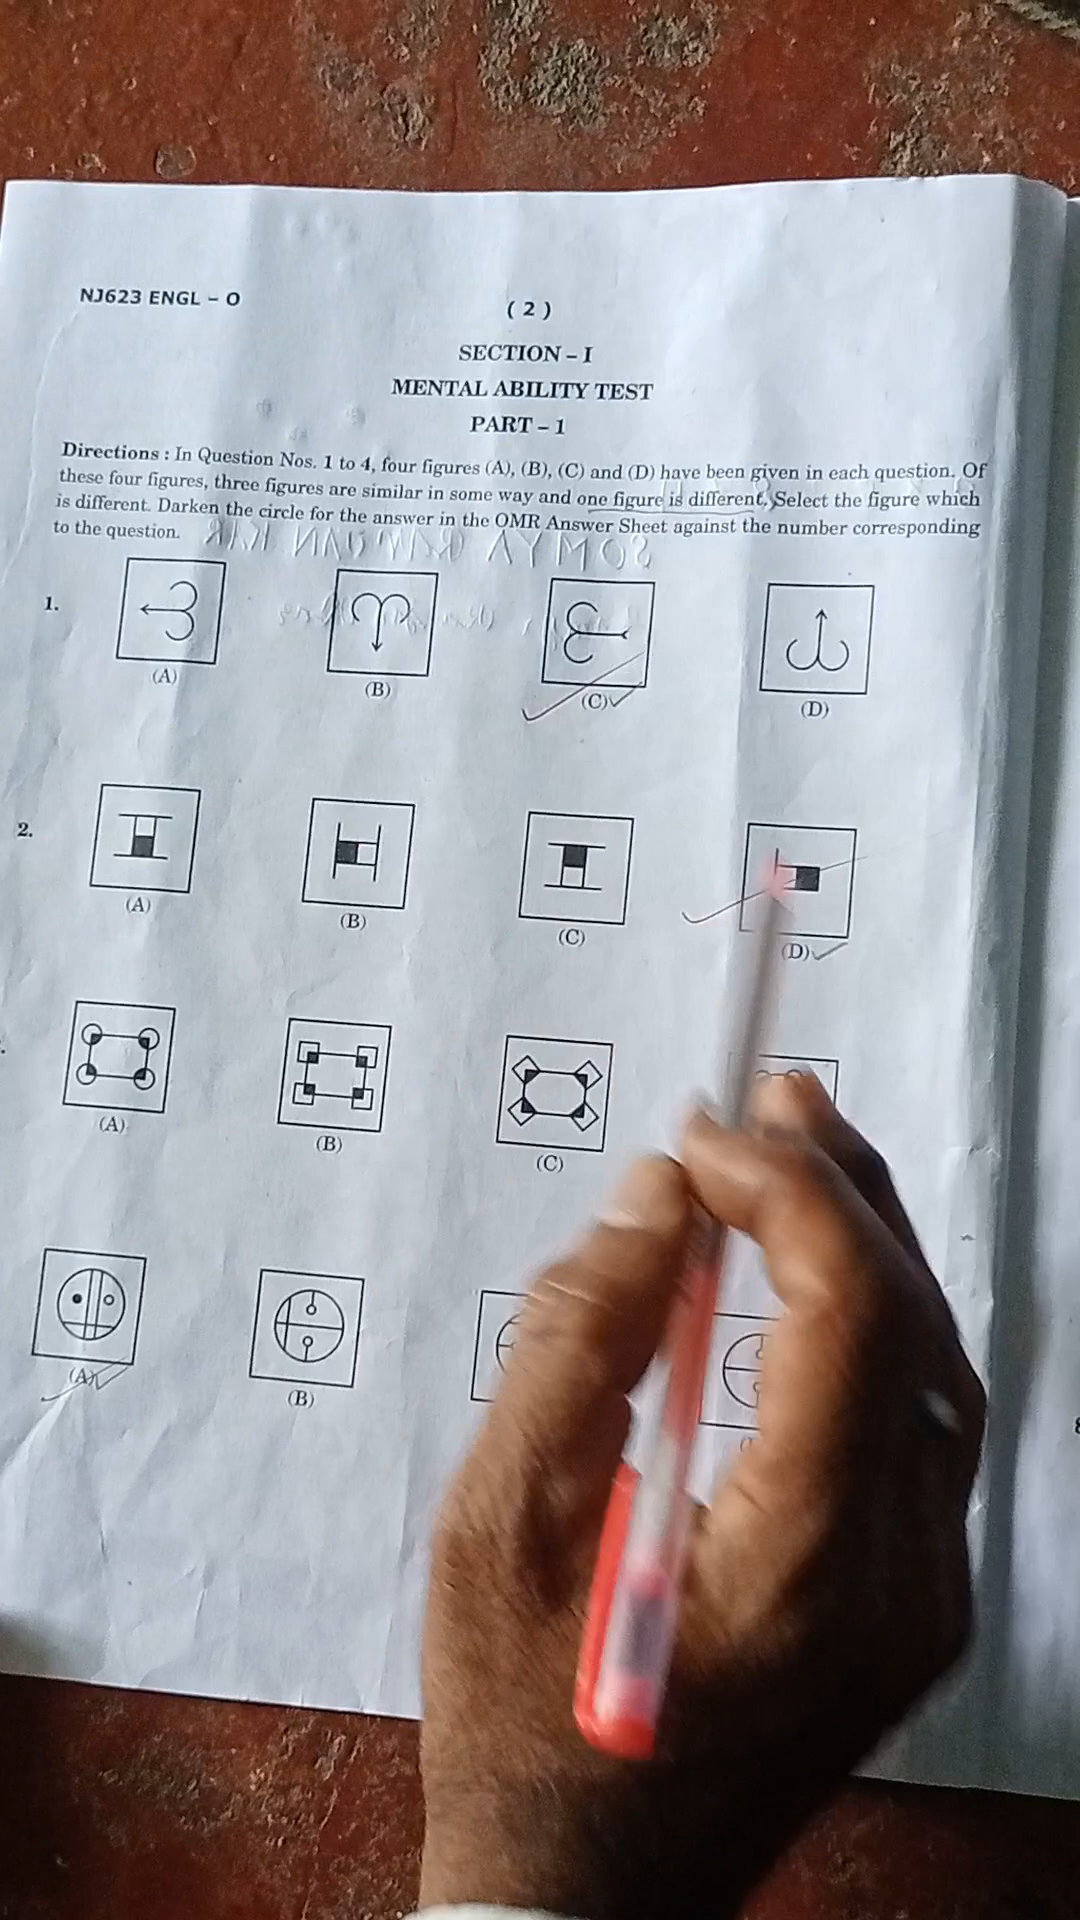 NJ623 ENGL – O
( 2 )
SECTION – I
MENTAL ABILITY TEST
PART – 1
Directions : In Question Nos. 1 to 4, four figures (A), (B), (C) and (D) have been given in each question. Of
these four figures, three figures are similar in some way and one figure is different. Select the figure which
is different. Darken the circle for the answer in the OMR Answer Sheet against the number corresponding
to the question.
1.
(A) (B) (C) (D)
2.
(A) (B) (C) (D)
(A) (B) (C)
(A) (B)